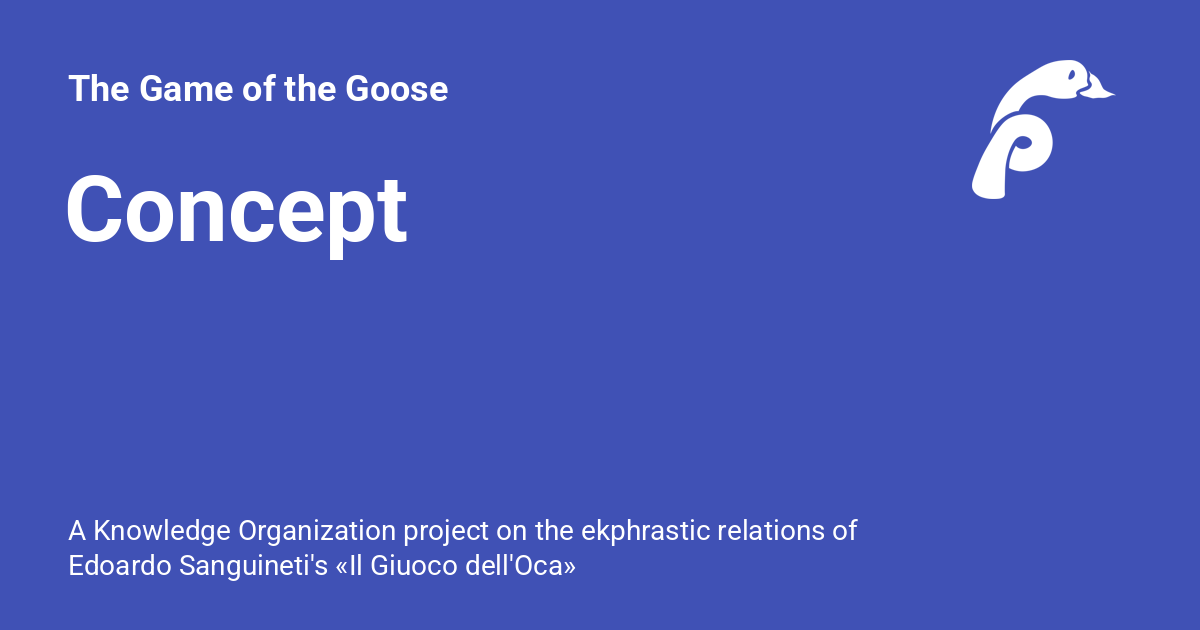 The Game of the Goose
Concept
A Knowledge Organization project on the ekphrastic relations of
Edoardo Sanguineti's «Il Giuoco dell'Oca»